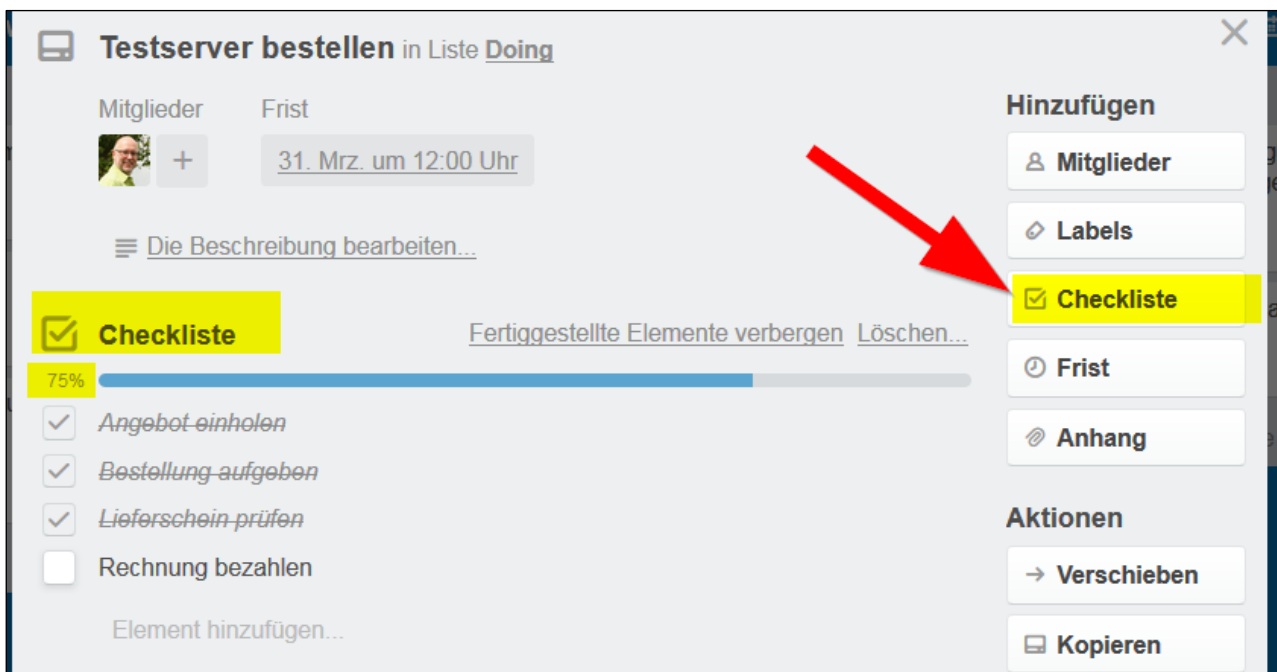 Testserver bestellen in Liste Doing
Mitglieder Frist
31. Mrz. um 12:00 Uhr
Die Beschreibung bearbeiten...
Checkliste Fertiggestellte Elemente verbergen Löschen...
75%
Angebot einholen
Bestellung aufgeben
Lieferschein prüfen
Rechnung bezahlen
Element hinzufügen...
Hinzufügen
Mitglieder
Labels
Checkliste
Frist
Anhang
Aktionen
Verschieben
Kopieren